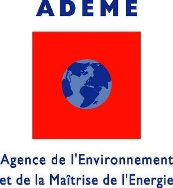 ADEME
Agence de l'Environnement
et de la Maîtrise de l'Energie